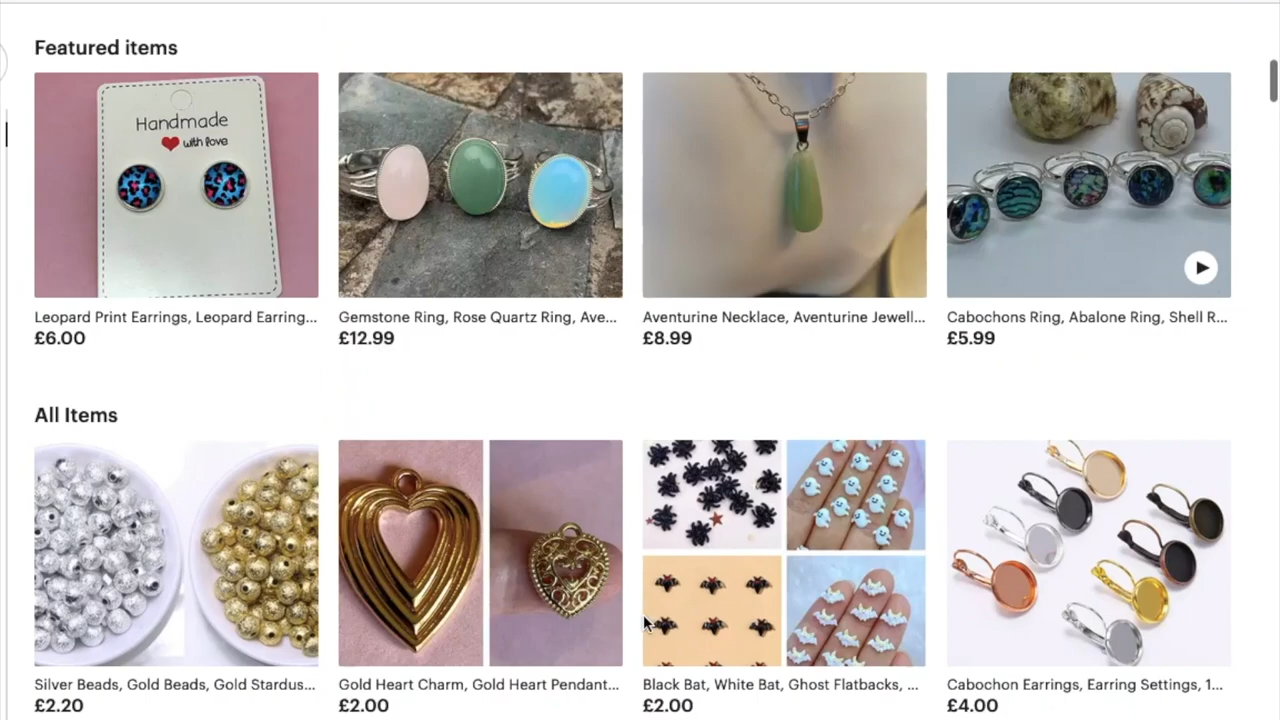 Featured items
Handmade
with love
Leopard Print Earrings, Leopard Earring...
£6.00
Gemstone Ring, Rose Quartz Ring, Ave...
£12.99
Aventurine Necklace, Aventurine Jewell...
£8.99
Cabochons Ring, Abalone Ring, Shell R...
£5.99
All Items
Silver Beads, Gold Beads, Gold Stardus...
£2.20
Gold Heart Charm, Gold Heart Pendant...
£2.00
Black Bat, White Bat, Ghost Flatbacks, ...
£2.00
Cabochon Earrings, Earring Settings, 1...
£4.00